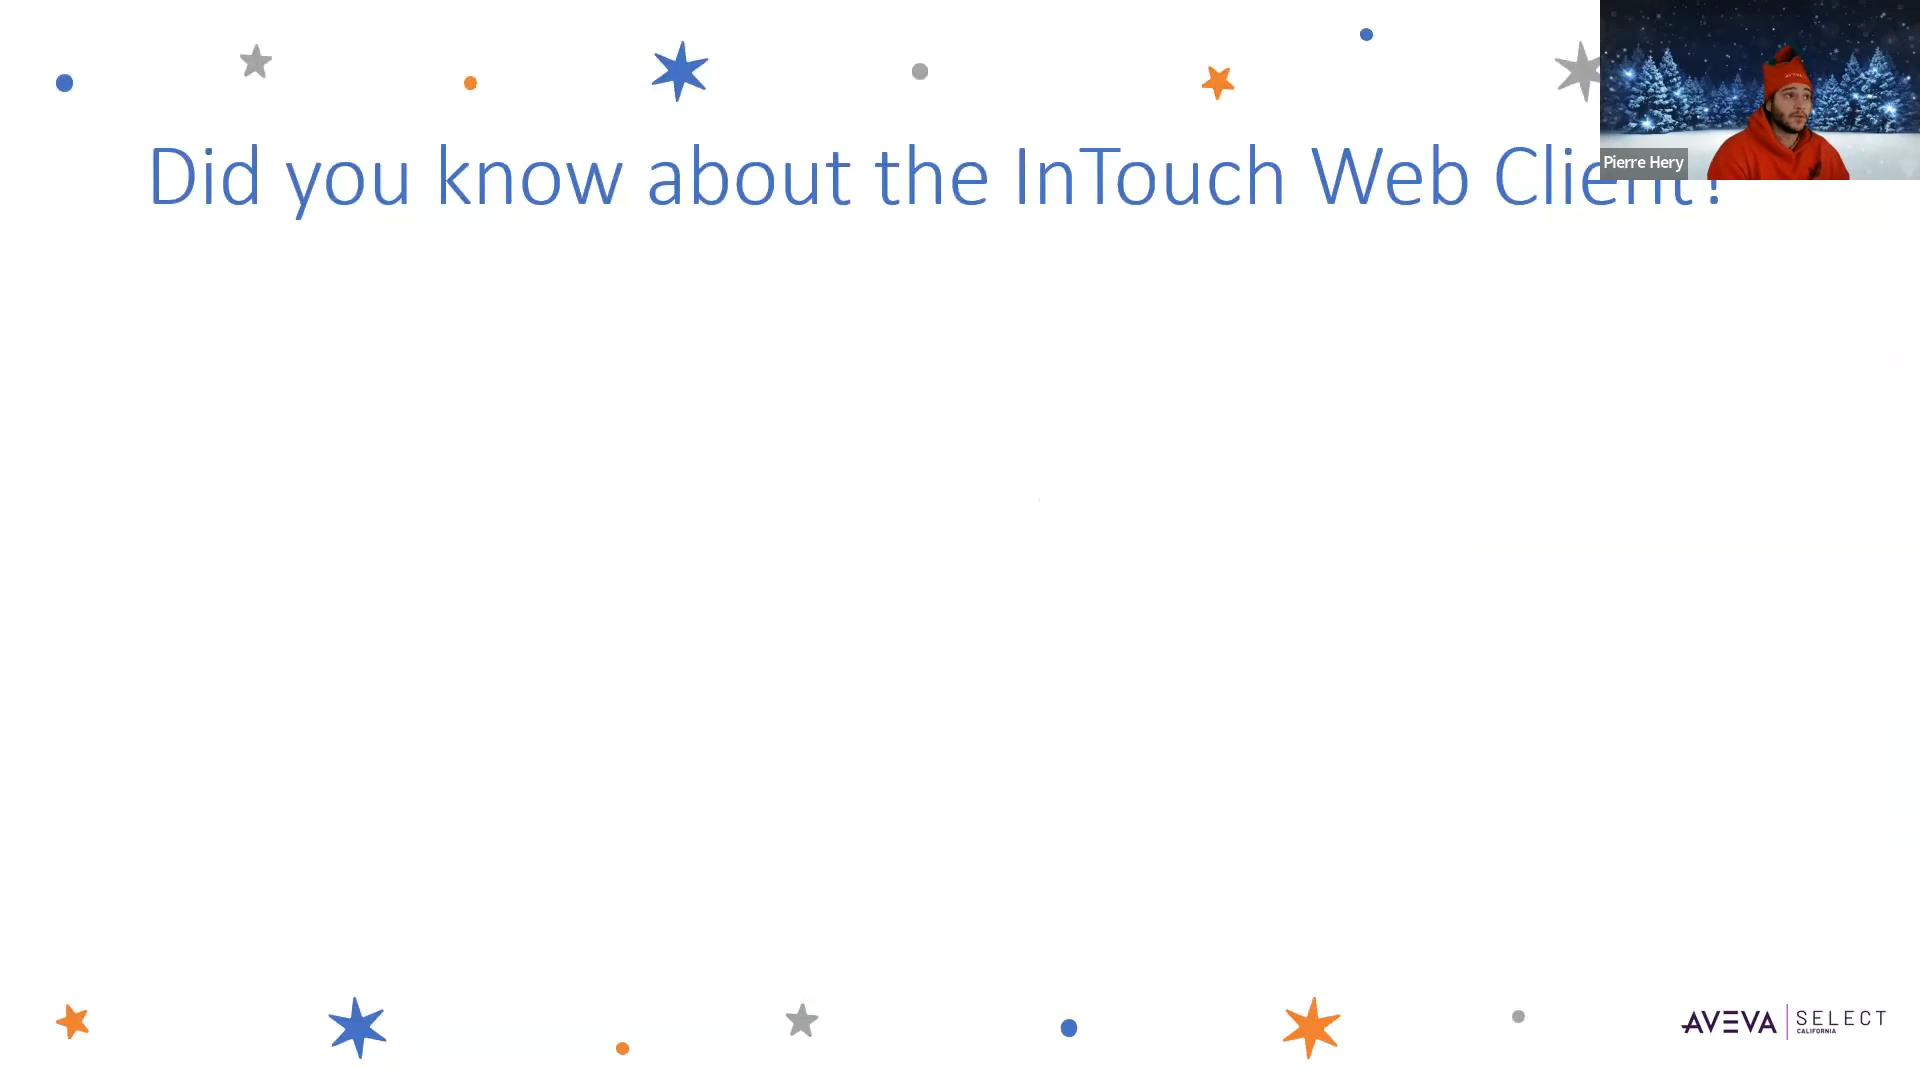 Did you know about the InTouch Web Client?
Pierre Hery
AVEVA SELECT
CALIFORNIA